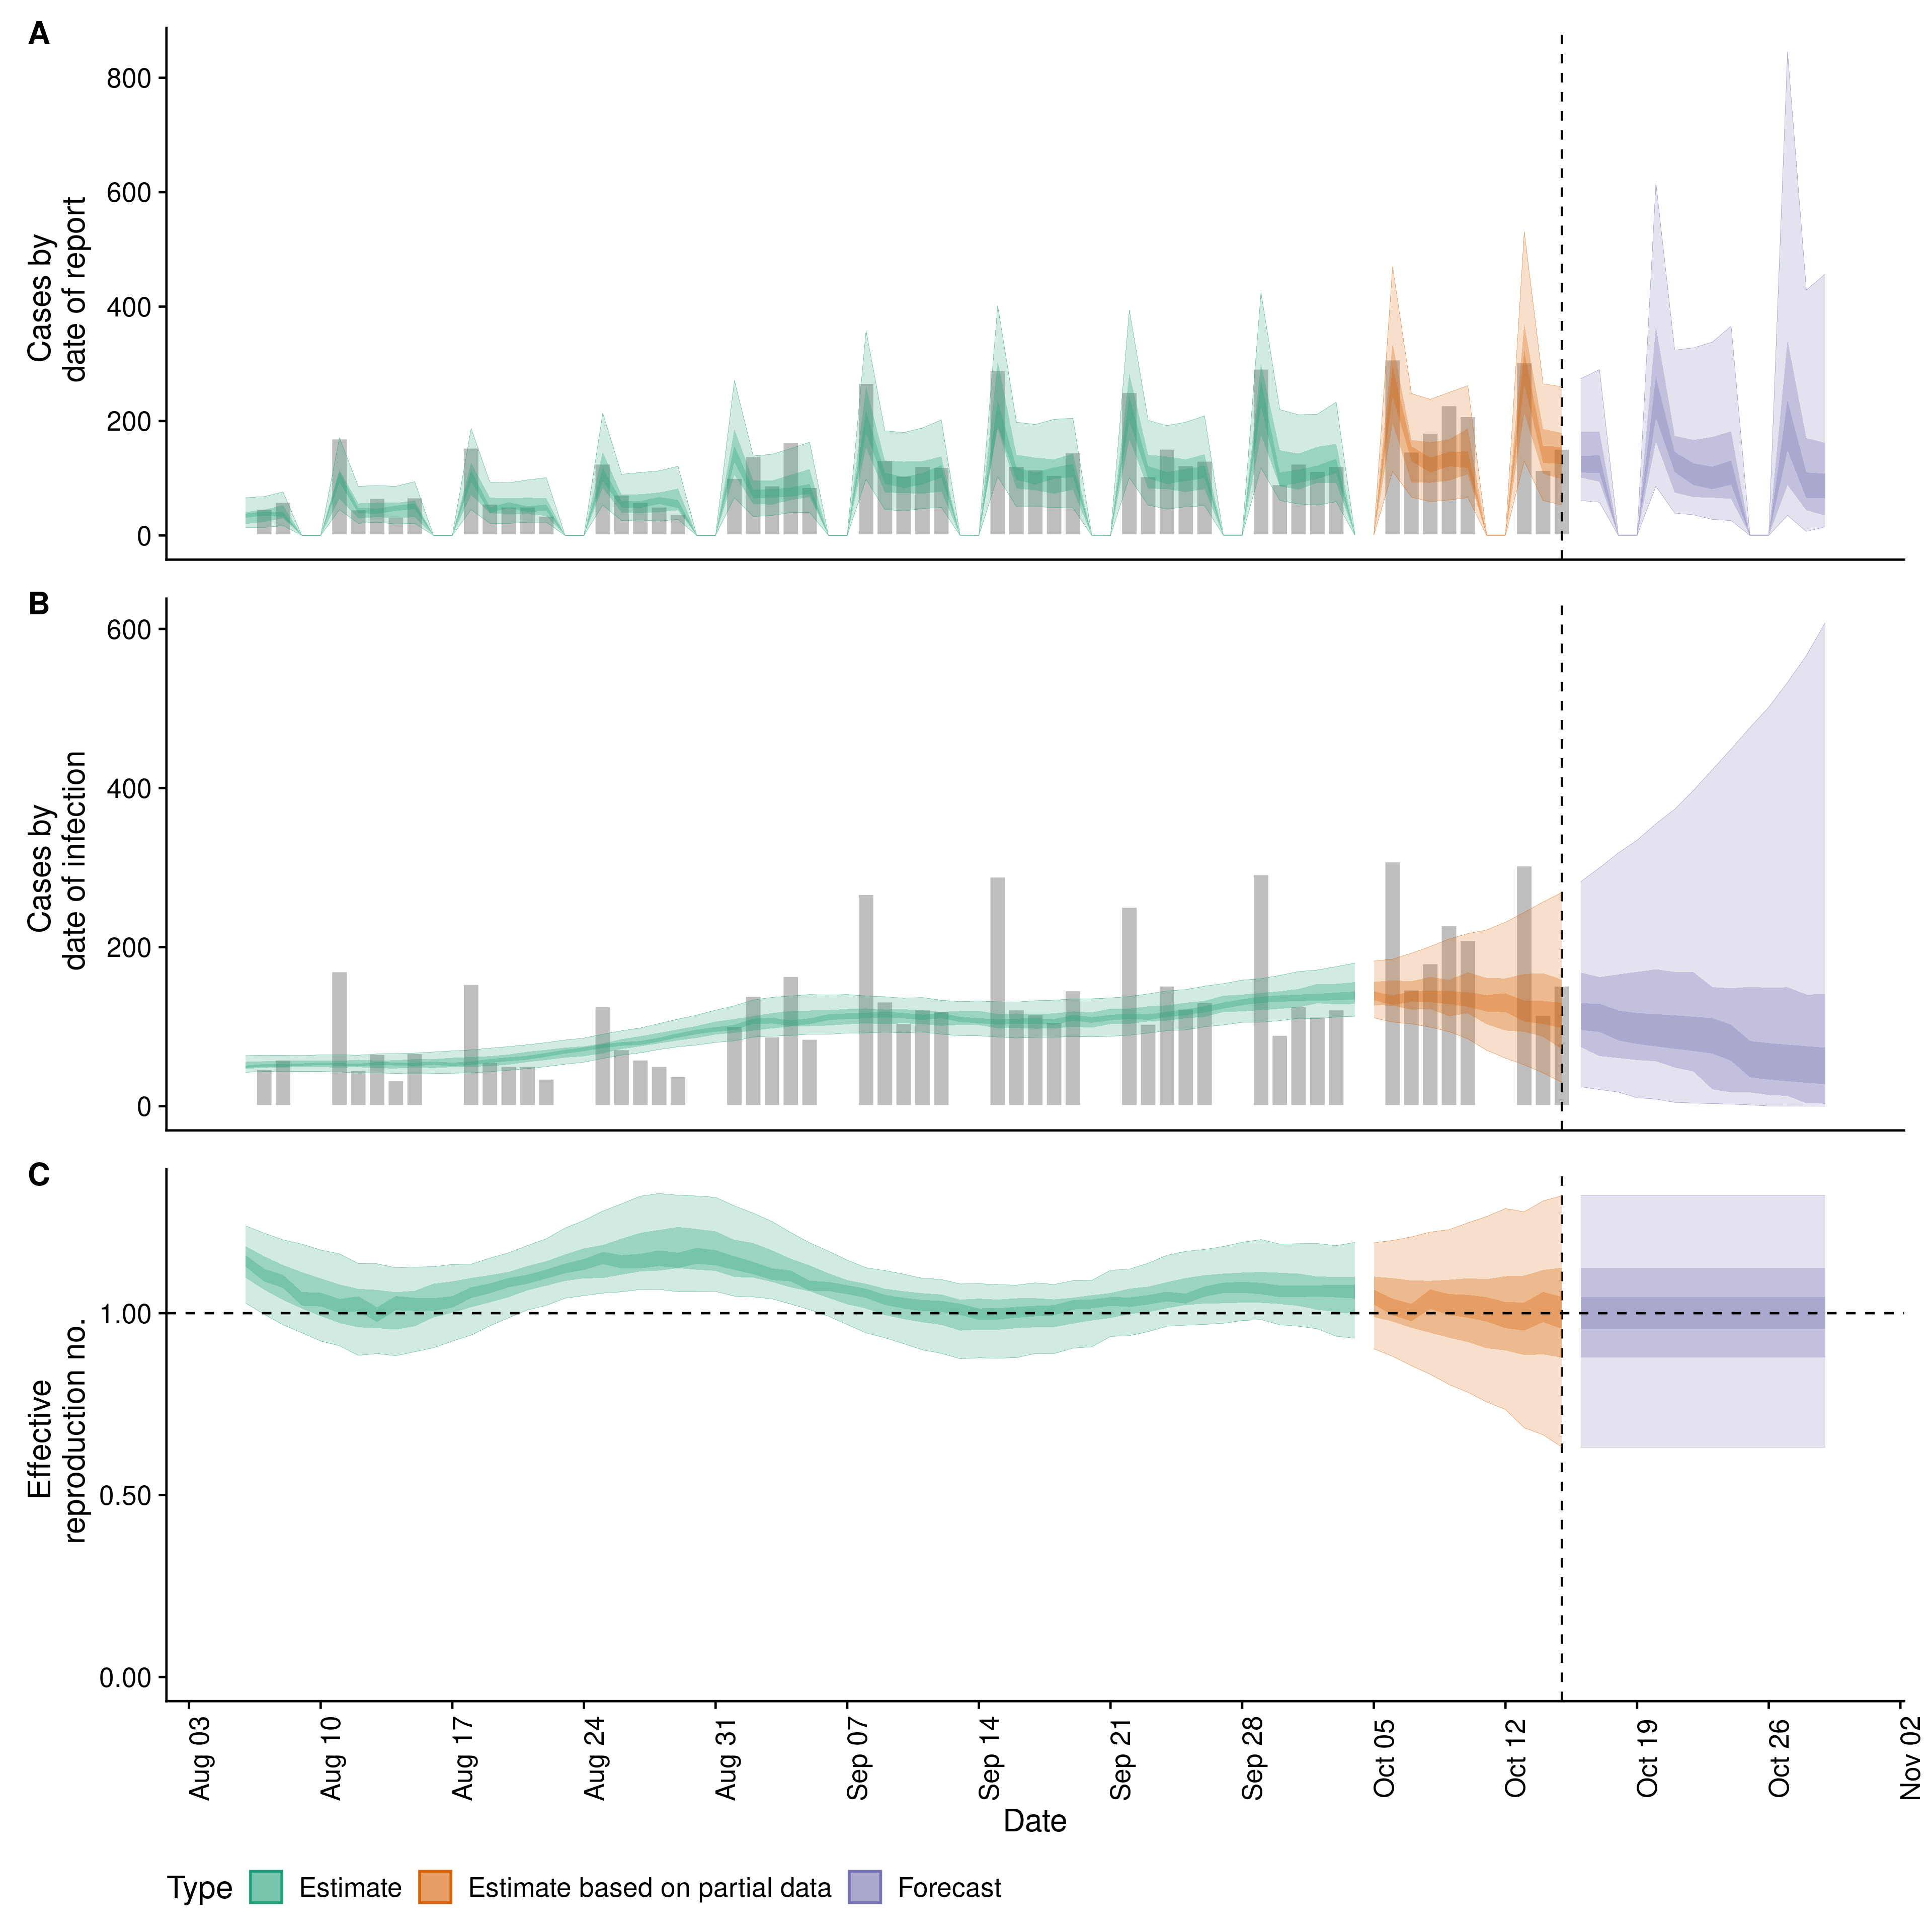 A
Cases by
date of report
800
600
400
200
0
B
Cases by
date of infection
600
400
200
0
C
Effective
reproduction no.
1.00
0.50
0.00
Aug 03
Aug 10
Aug 17
Aug 24
Aug 31
Sep 07
Sep 14
Sep 21
Sep 28
Oct 05
Oct 12
Oct 19
Oct 26
Nov 02
Date
Type Estimate Estimate based on partial data Forecast